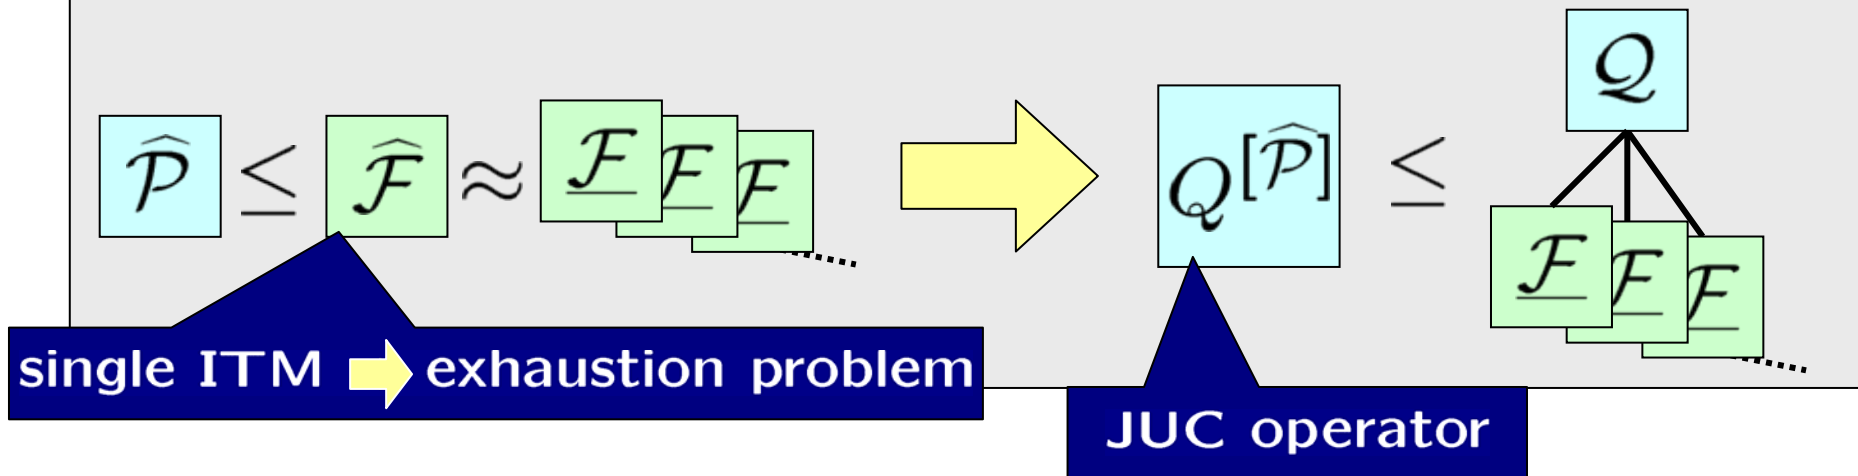 𝒬
𝒫̂ ≤ ℱ̂ ≈ ℱ̲ ℱ̲ ℱ̲ Q^[𝒫̂] ≤
ℱ̲ ℱ̲ ℱ̲
single ITM exhaustion problem
JUC operator